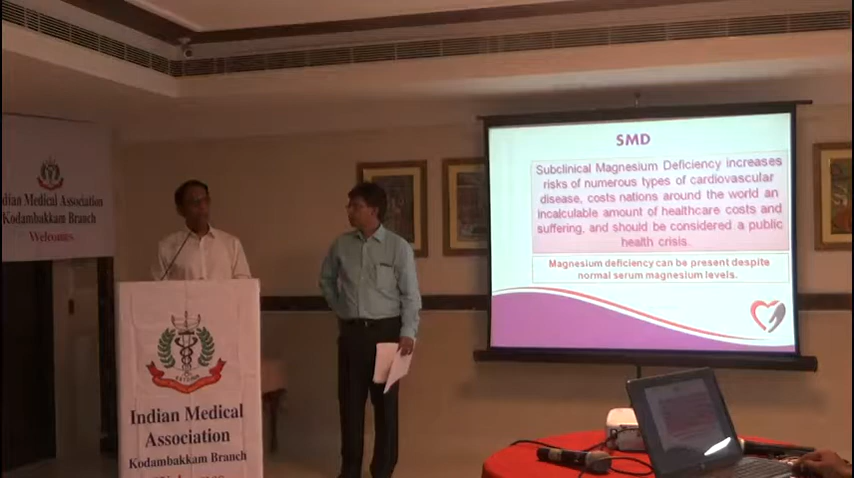 ndian Medical Association
Kodambakkam Branch
Welcomes
Indian Medical
Association
Kodambakkam Branch
SMD
Subclinical Magnesium Deficiency increases
risks of numerous types of cardiovascular
disease, costs nations around the world an
incalculable amount of healthcare costs and
suffering, and should be considered a public
health crisis.
Magnesium deficiency can be present despite
normal serum magnesium levels.